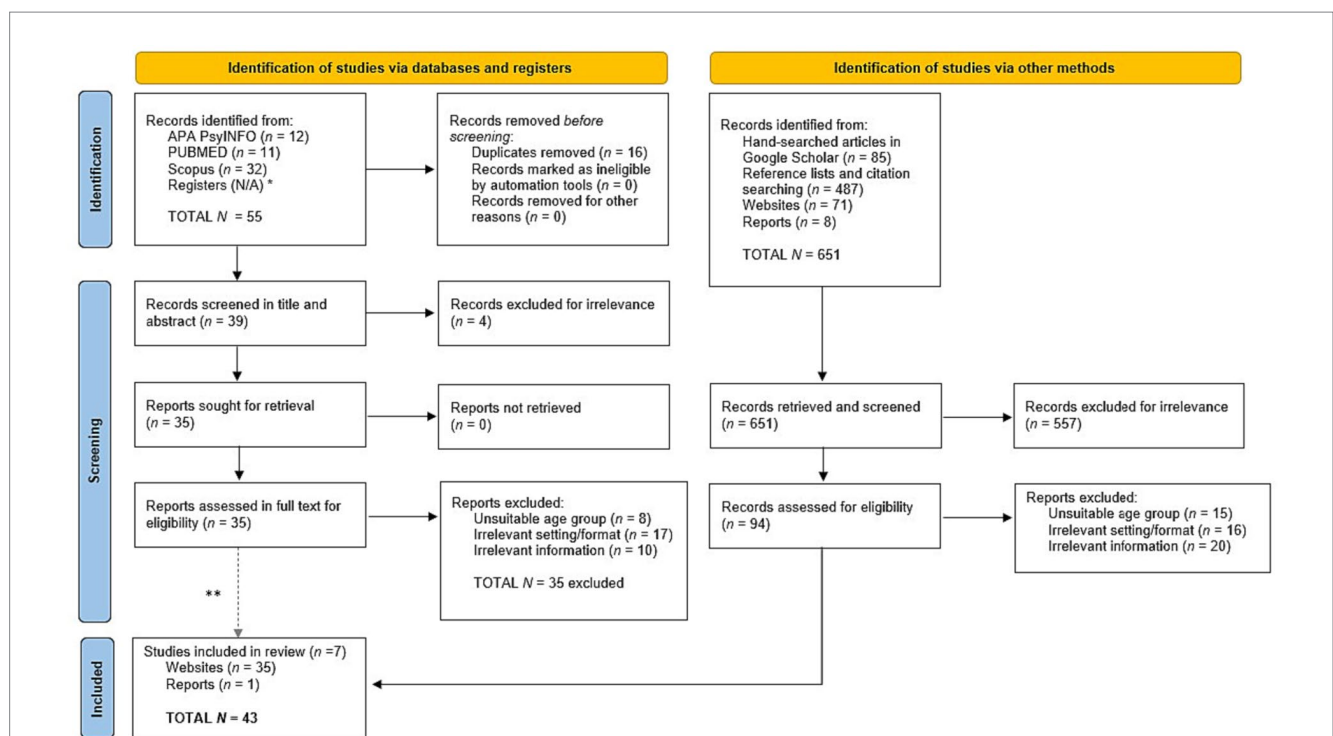 Identification of studies via databases and registers
Identification of studies via other methods
Identification
Records identified from:
APA PsyINFO (n = 12)
PUBMED (n = 11)
Scopus (n = 32)
Registers (N/A) *
TOTAL N = 55
Records removed before
screening:
Duplicates removed (n = 16)
Records marked as ineligible
by automation tools (n = 0)
Records removed for other
reasons (n = 0)
Records identified from:
Hand-searched articles in
Google Scholar (n = 85)
Reference lists and citation
searching (n = 487)
Websites (n = 71)
Reports (n = 8)
TOTAL N = 651
Screening
Records screened in title and
abstract (n = 39)
Records excluded for irrelevance
(n = 4)
Reports sought for retrieval
(n = 35)
Reports not retrieved
(n = 0)
Records retrieved and screened
(n = 651)
Records excluded for irrelevance
(n = 557)
Reports assessed in full text for
eligibility (n = 35)
Reports excluded:
Unsuitable age group (n = 8)
Irrelevant setting/format (n = 17)
Irrelevant information (n = 10)
TOTAL N = 35 excluded
Records assessed for eligibility
(n = 94)
Reports excluded:
Unsuitable age group (n = 15)
Irrelevant setting/format (n = 16)
Irrelevant information (n = 20)
**
Included
Studies included in review (n =7)
Websites (n = 35)
Reports (n = 1)
TOTAL N = 43